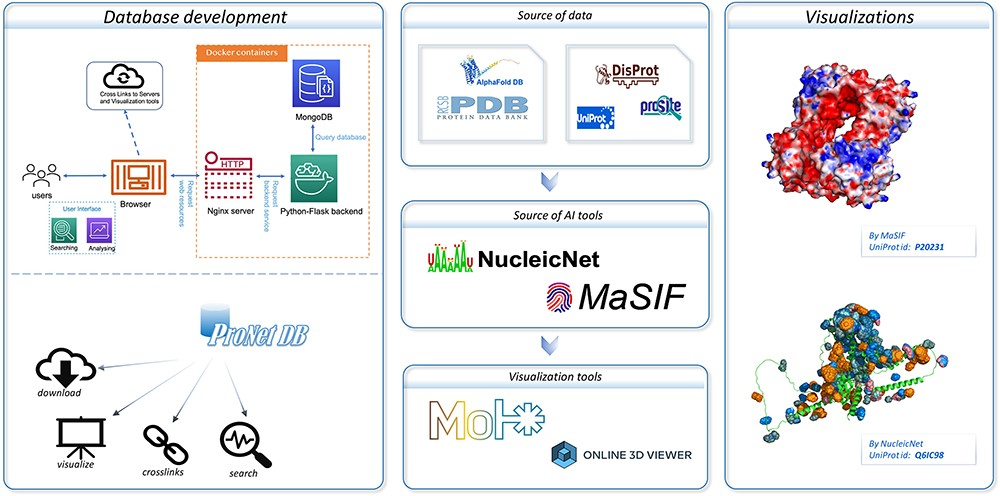 Database development
Docker containers
Cross Links to Servers
and Visualization tools
MongoDB
Query database
HTTP
users
Browser
Request
web resources
Nginx server
Request
backend service
Python-Flask backend
User Interface
Searching
Analysing
ProNet DB
download
visualize
crosslinks
search
Source of data
AlphaFold DB
RCSB
PDB
PROTEIN DATA BANK
DisProt
UniProt
prosite
Source of AI tools
UAAAAU
NucleicNet
MaSIF
Visualization tools
Mol*
ONLINE 3D VIEWER
Visualizations
By MaSIF
UniProt id: P20231
By NucleicNet
UniProt id: Q6IC98